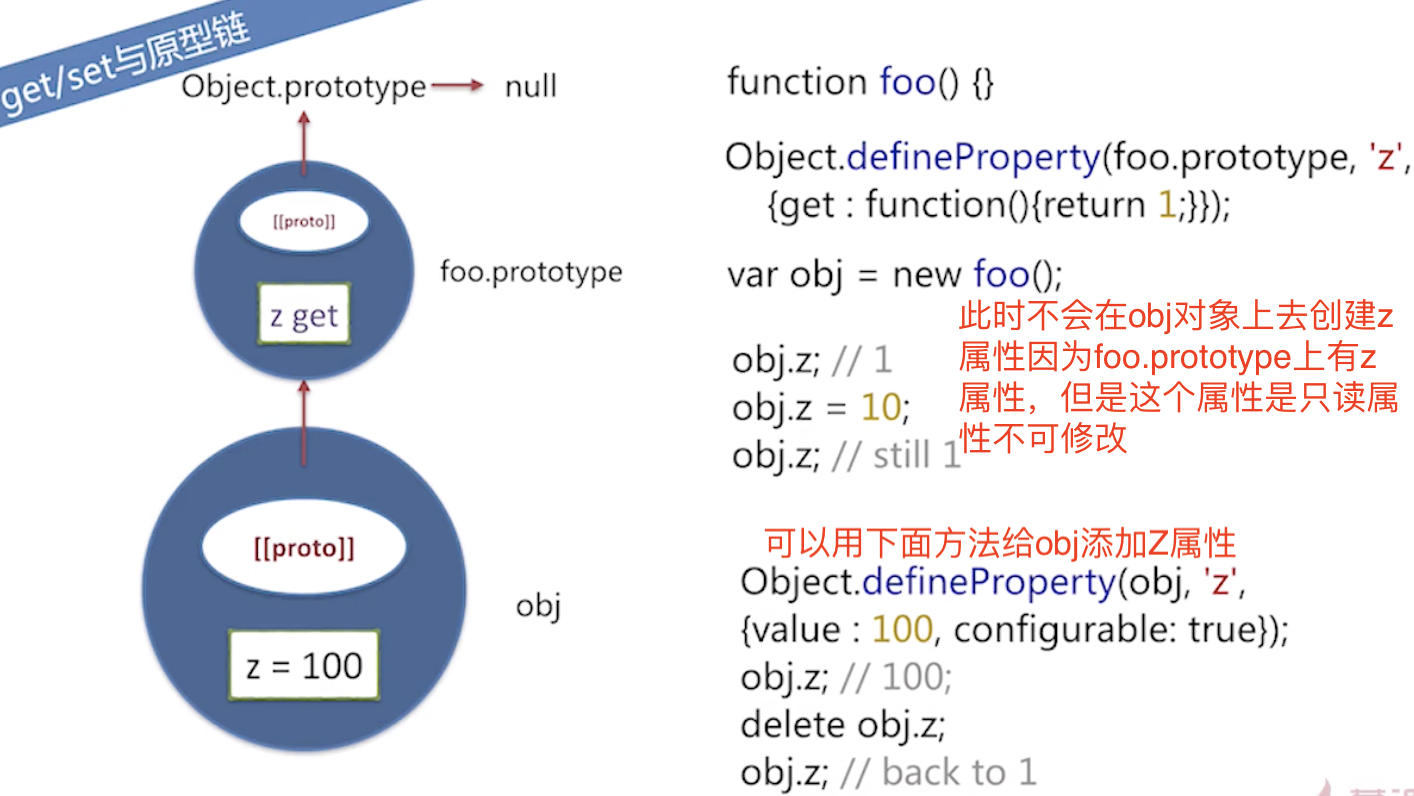 get/set与原型链
Object.prototype
null
[[proto]]
z get
foo.prototype
[[proto]]
z = 100
obj
function foo() {}
Object.defineProperty(foo.prototype, 'z',
{get : function(){return 1;}});
var obj = new foo();
此时不会在obj对象上去创建z
属性因为foo.prototype上有z
属性，但是这个属性是只读属
性不可修改
obj.z; // 1
obj.z = 10;
obj.z; // still 1
可以用下面方法给obj添加Z属性
Object.defineProperty(obj, 'z',
{value : 100, configurable: true});
obj.z; // 100;
delete obj.z;
obj.z; // back to 1